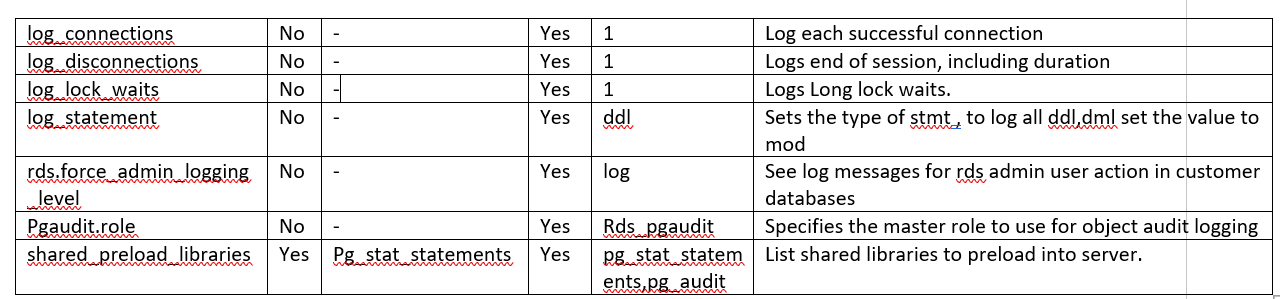 log_connections No - Yes 1 Log each successful connection
log_disconnections No - Yes 1 Logs end of session, including duration
log_lock_waits No - Yes 1 Logs Long lock waits.
log_statement No - Yes ddl Sets the type of stmt , to log all ddl,dml set the value to
mod
rds.force_admin_logging No - Yes log See log messages for rds admin user action in customer
_level databases
Pgaudit.role No - Yes Rds_pgaudit Specifies the master role to use for object audit logging
shared_preload_libraries Yes Pg_stat_statements Yes pg_stat_statem List shared libraries to preload into server.
ents,pg_audit